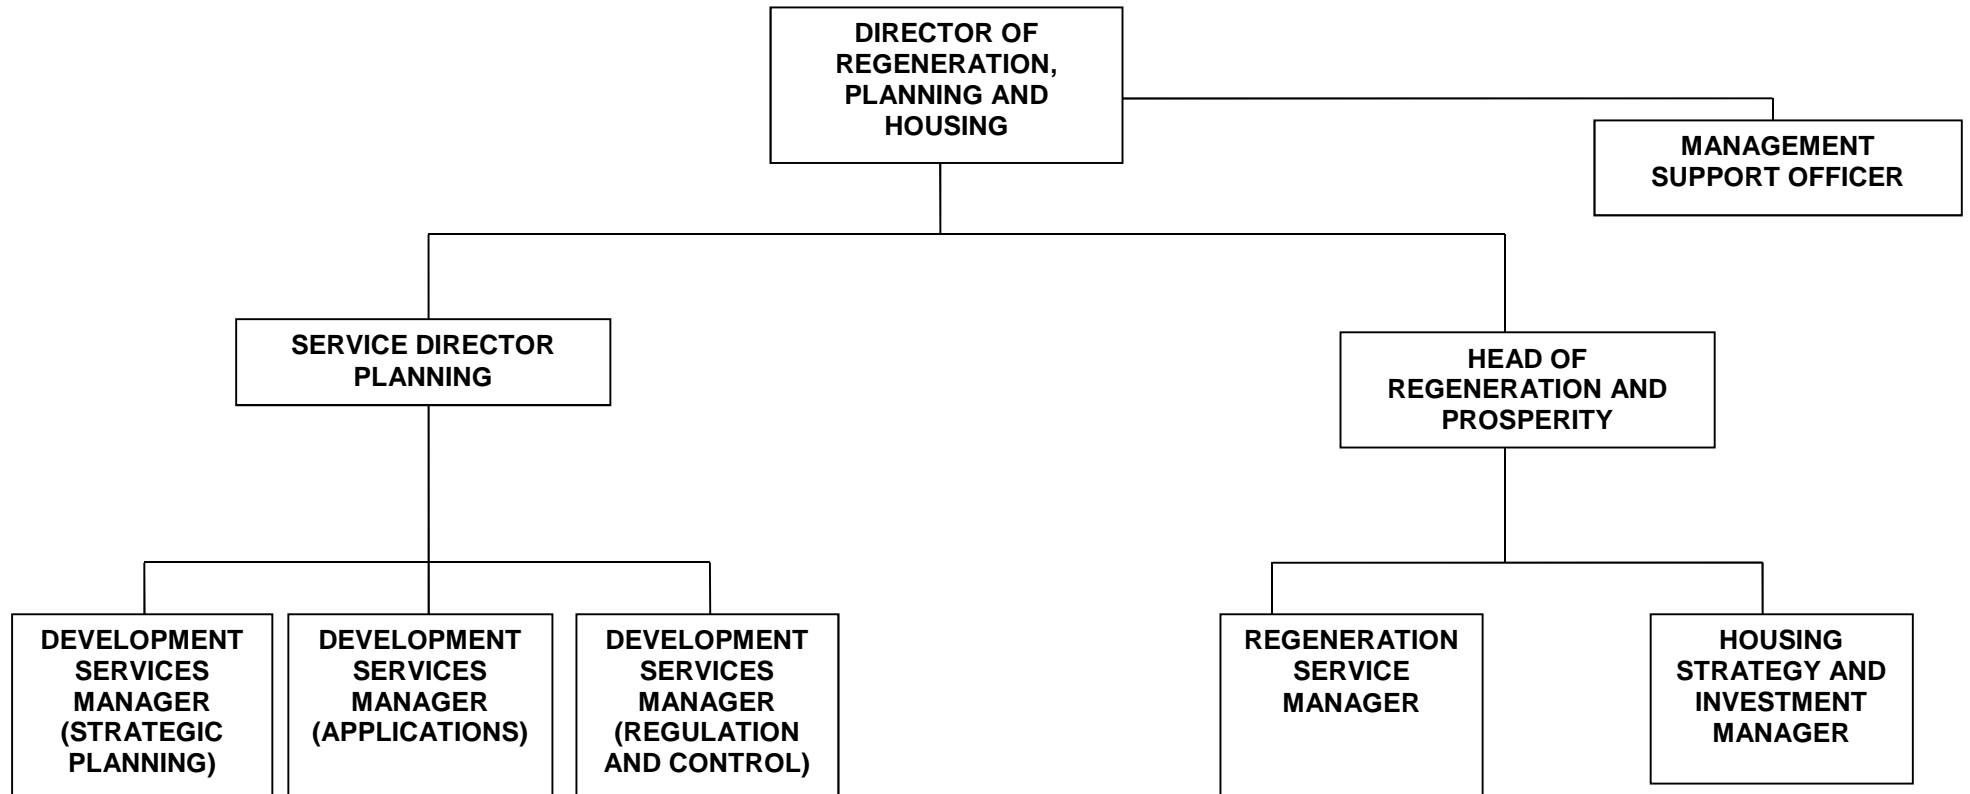 DIRECTOR OF
REGENERATION,
PLANNING AND
HOUSING
MANAGEMENT
SUPPORT OFFICER
SERVICE DIRECTOR
PLANNING
HEAD OF
REGENERATION AND
PROSPERITY
DEVELOPMENT
SERVICES
MANAGER
(STRATEGIC
PLANNING)
DEVELOPMENT
SERVICES
MANAGER
(APPLICATIONS)
DEVELOPMENT
SERVICES
MANAGER
(REGULATION
AND CONTROL)
REGENERATION
SERVICE
MANAGER
HOUSING
STRATEGY AND
INVESTMENT
MANAGER